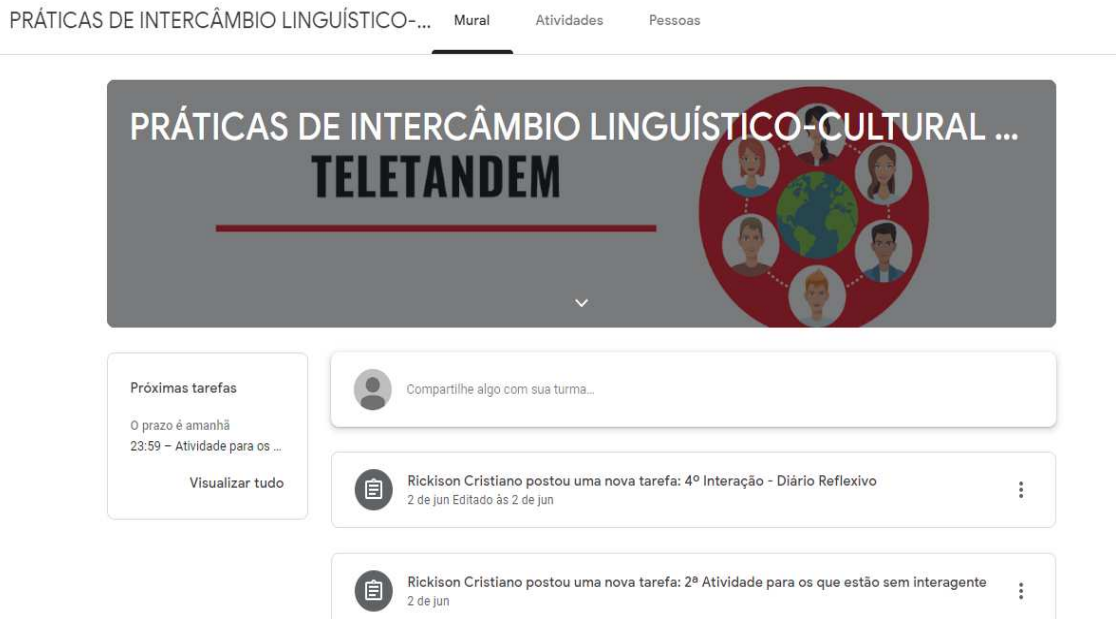 PRÁTICAS DE INTERCÂMBIO LINGUÍSTICO-... Mural Atividades Pessoas
PRÁTICAS DE INTERCÂMBIO LINGUÍSTICO-CULTURAL ...
TELETANDEM
Próximas tarefas
O prazo é amanhã
23:59 – Atividade para os ...
Visualizar tudo
Compartilhe algo com sua turma...
Rickison Cristiano postou uma nova tarefa: 4º Interação - Diário Reflexivo
2 de jun Editado às 2 de jun
Rickison Cristiano postou uma nova tarefa: 2ª Atividade para os que estão sem interagente
2 de jun